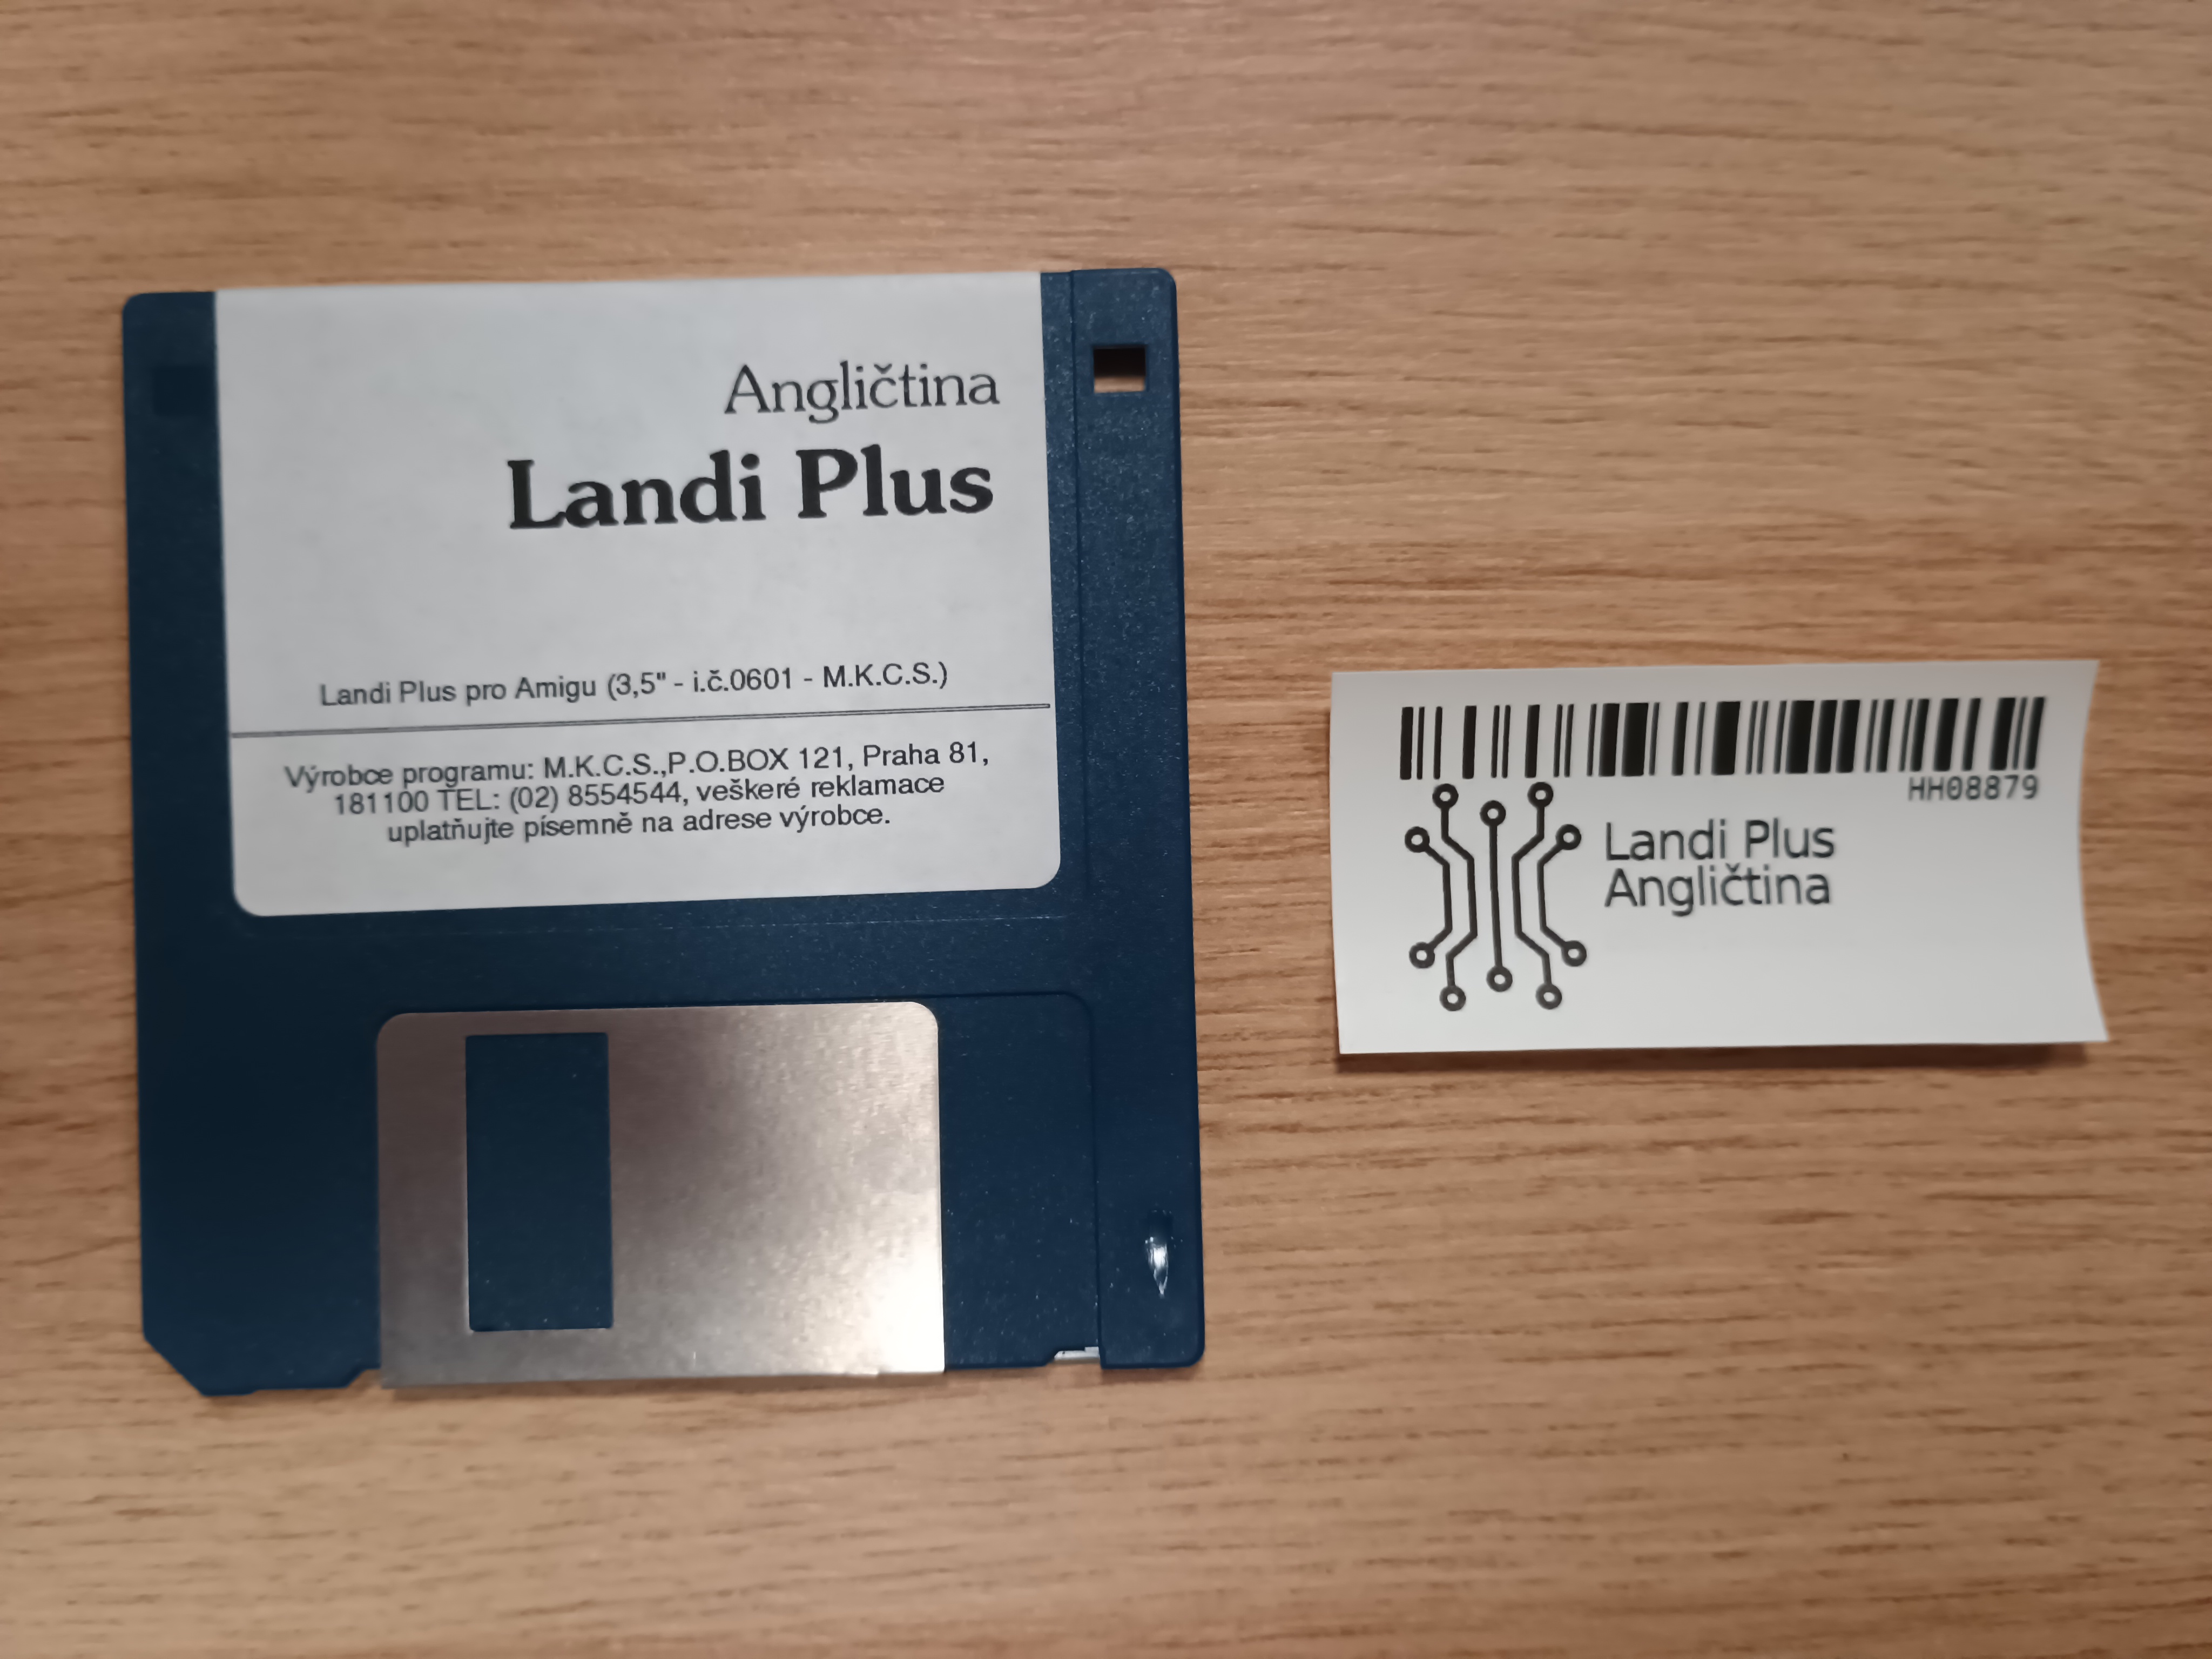 Angličtina
Landi Plus
Landi Plus pro Amigu (3,5" - i.č.0601 - M.K.C.S.)
Výrobce programu: M.K.C.S.,P.O.BOX 121, Praha 81,
181100 TEL: (02) 8554544, veškeré reklamace
uplatňujte písemně na adrese výrobce.
HH08879
Landi Plus
Angličtina